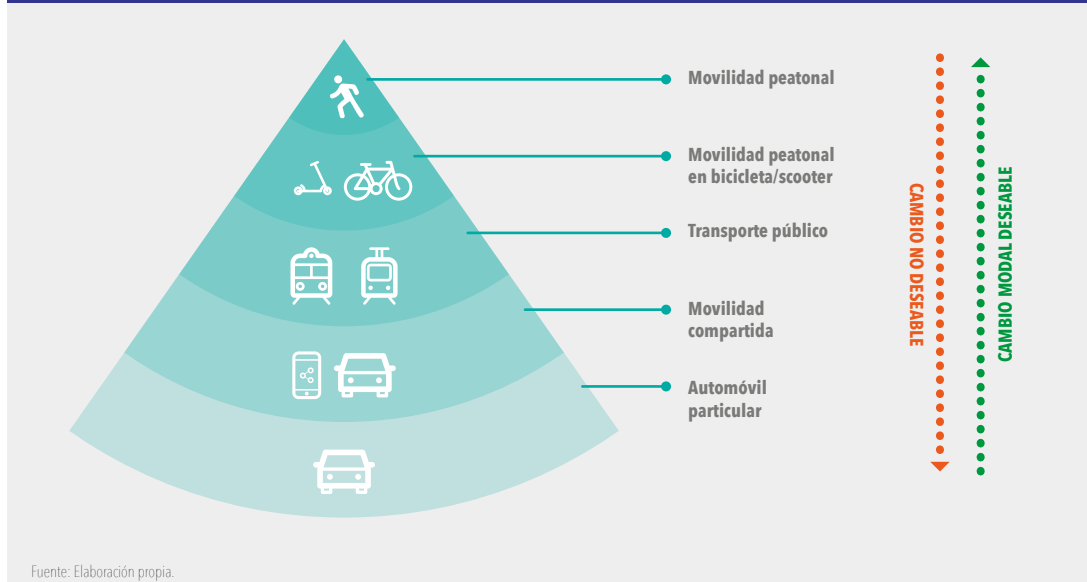 Movilidad peatonal
Movilidad peatonal
en bicicleta/scooter
Transporte público
Movilidad
compartida
Automóvil
particular
CAMBIO NO DESEABLE
CAMBIO MODAL DESEABLE
Fuente: Elaboración propia.